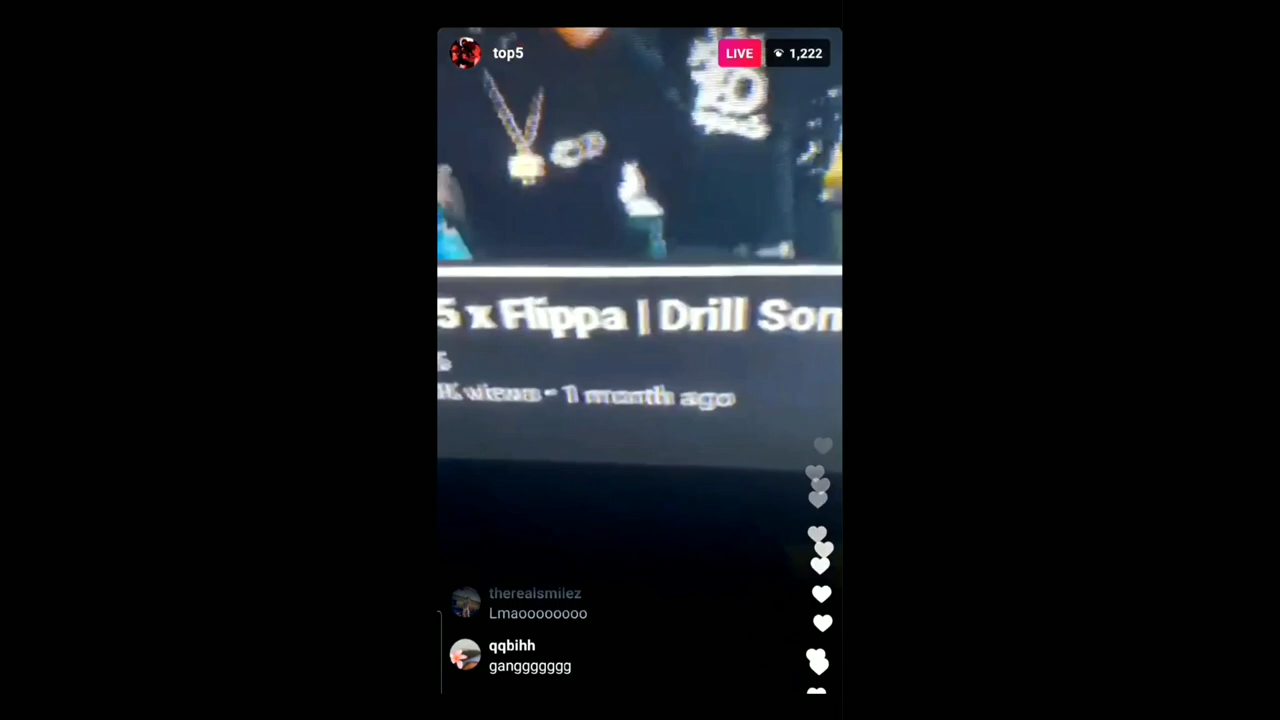 top5
LIVE 1,222
5 x Flippa | Drill Son
K views - 1 month ago
therealsmilez
Lmaoooooooo
qqbihh
ganggggggg